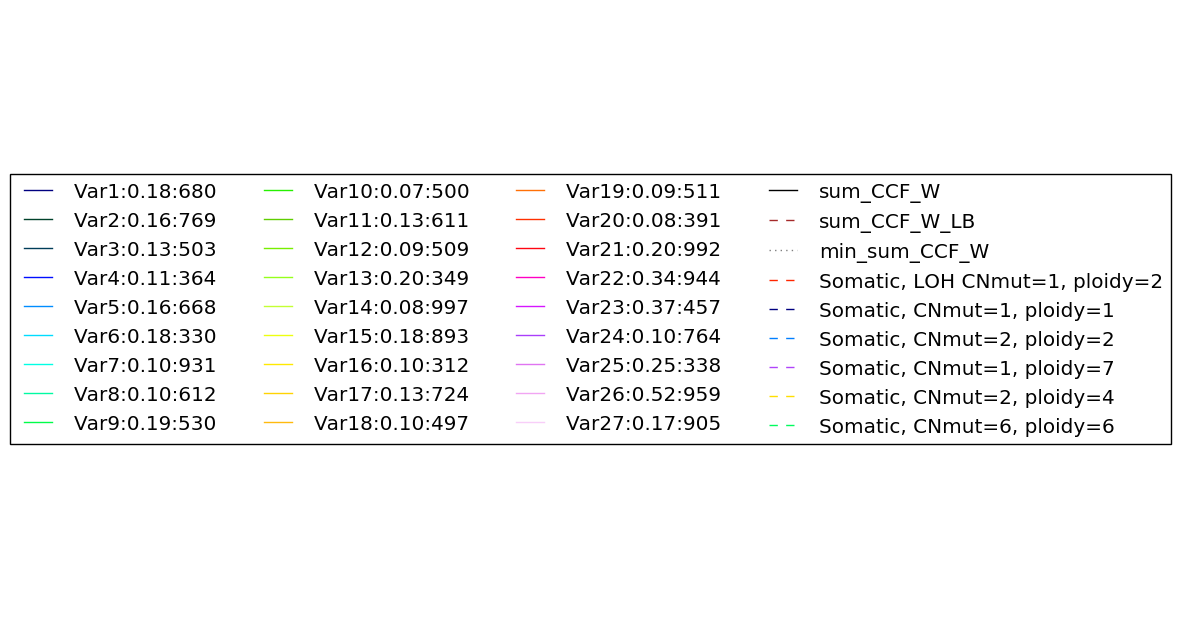 Var1:0.18:680
Var2:0.16:769
Var3:0.13:503
Var4:0.11:364
Var5:0.16:668
Var6:0.18:330
Var7:0.10:931
Var8:0.10:612
Var9:0.19:530
Var10:0.07:500
Var11:0.13:611
Var12:0.09:509
Var13:0.20:349
Var14:0.08:997
Var15:0.18:893
Var16:0.10:312
Var17:0.13:724
Var18:0.10:497
Var19:0.09:511
Var20:0.08:391
Var21:0.20:992
Var22:0.34:944
Var23:0.37:457
Var24:0.10:764
Var25:0.25:338
Var26:0.52:959
Var27:0.17:905
sum_CCF_W
sum_CCF_W_LB
min_sum_CCF_W
Somatic, LOH CNmut=1, ploidy=2
Somatic, CNmut=1, ploidy=1
Somatic, CNmut=2, ploidy=2
Somatic, CNmut=1, ploidy=7
Somatic, CNmut=2, ploidy=4
Somatic, CNmut=6, ploidy=6